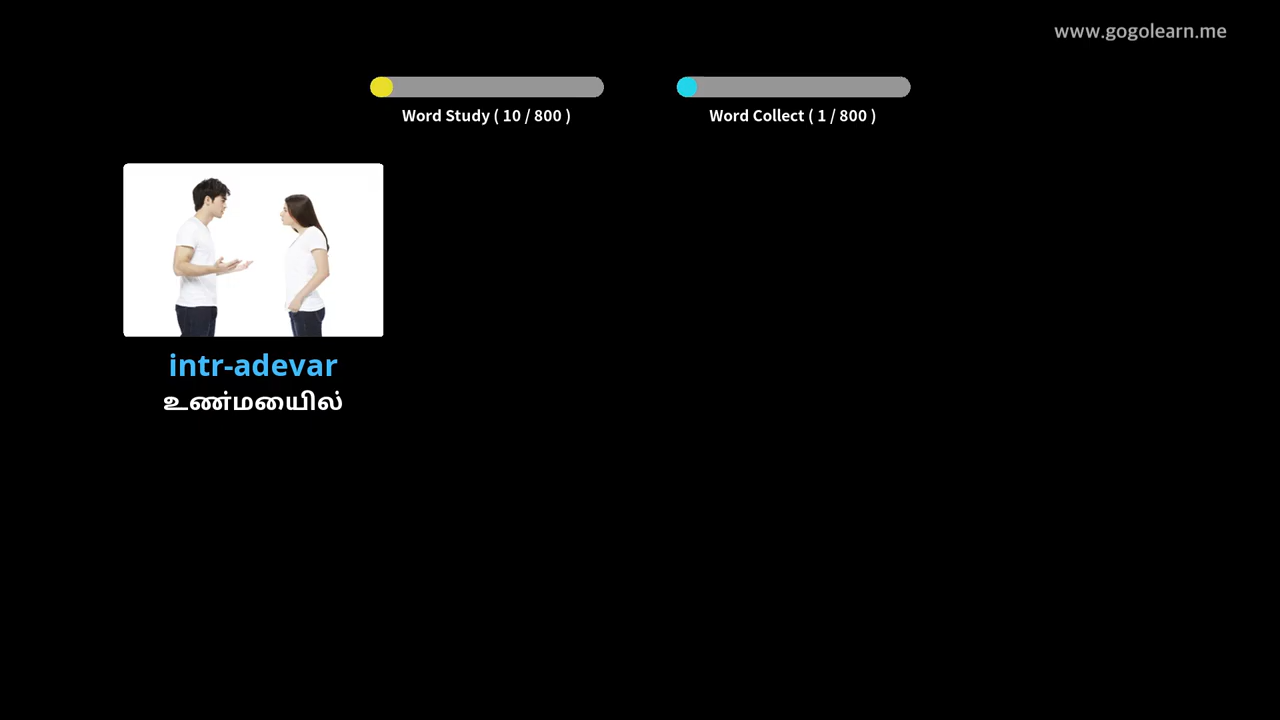 www.gogolearn.me
Word Study ( 10 / 800 )
Word Collect ( 1 / 800 )
intr-adevar
உண்மையில்